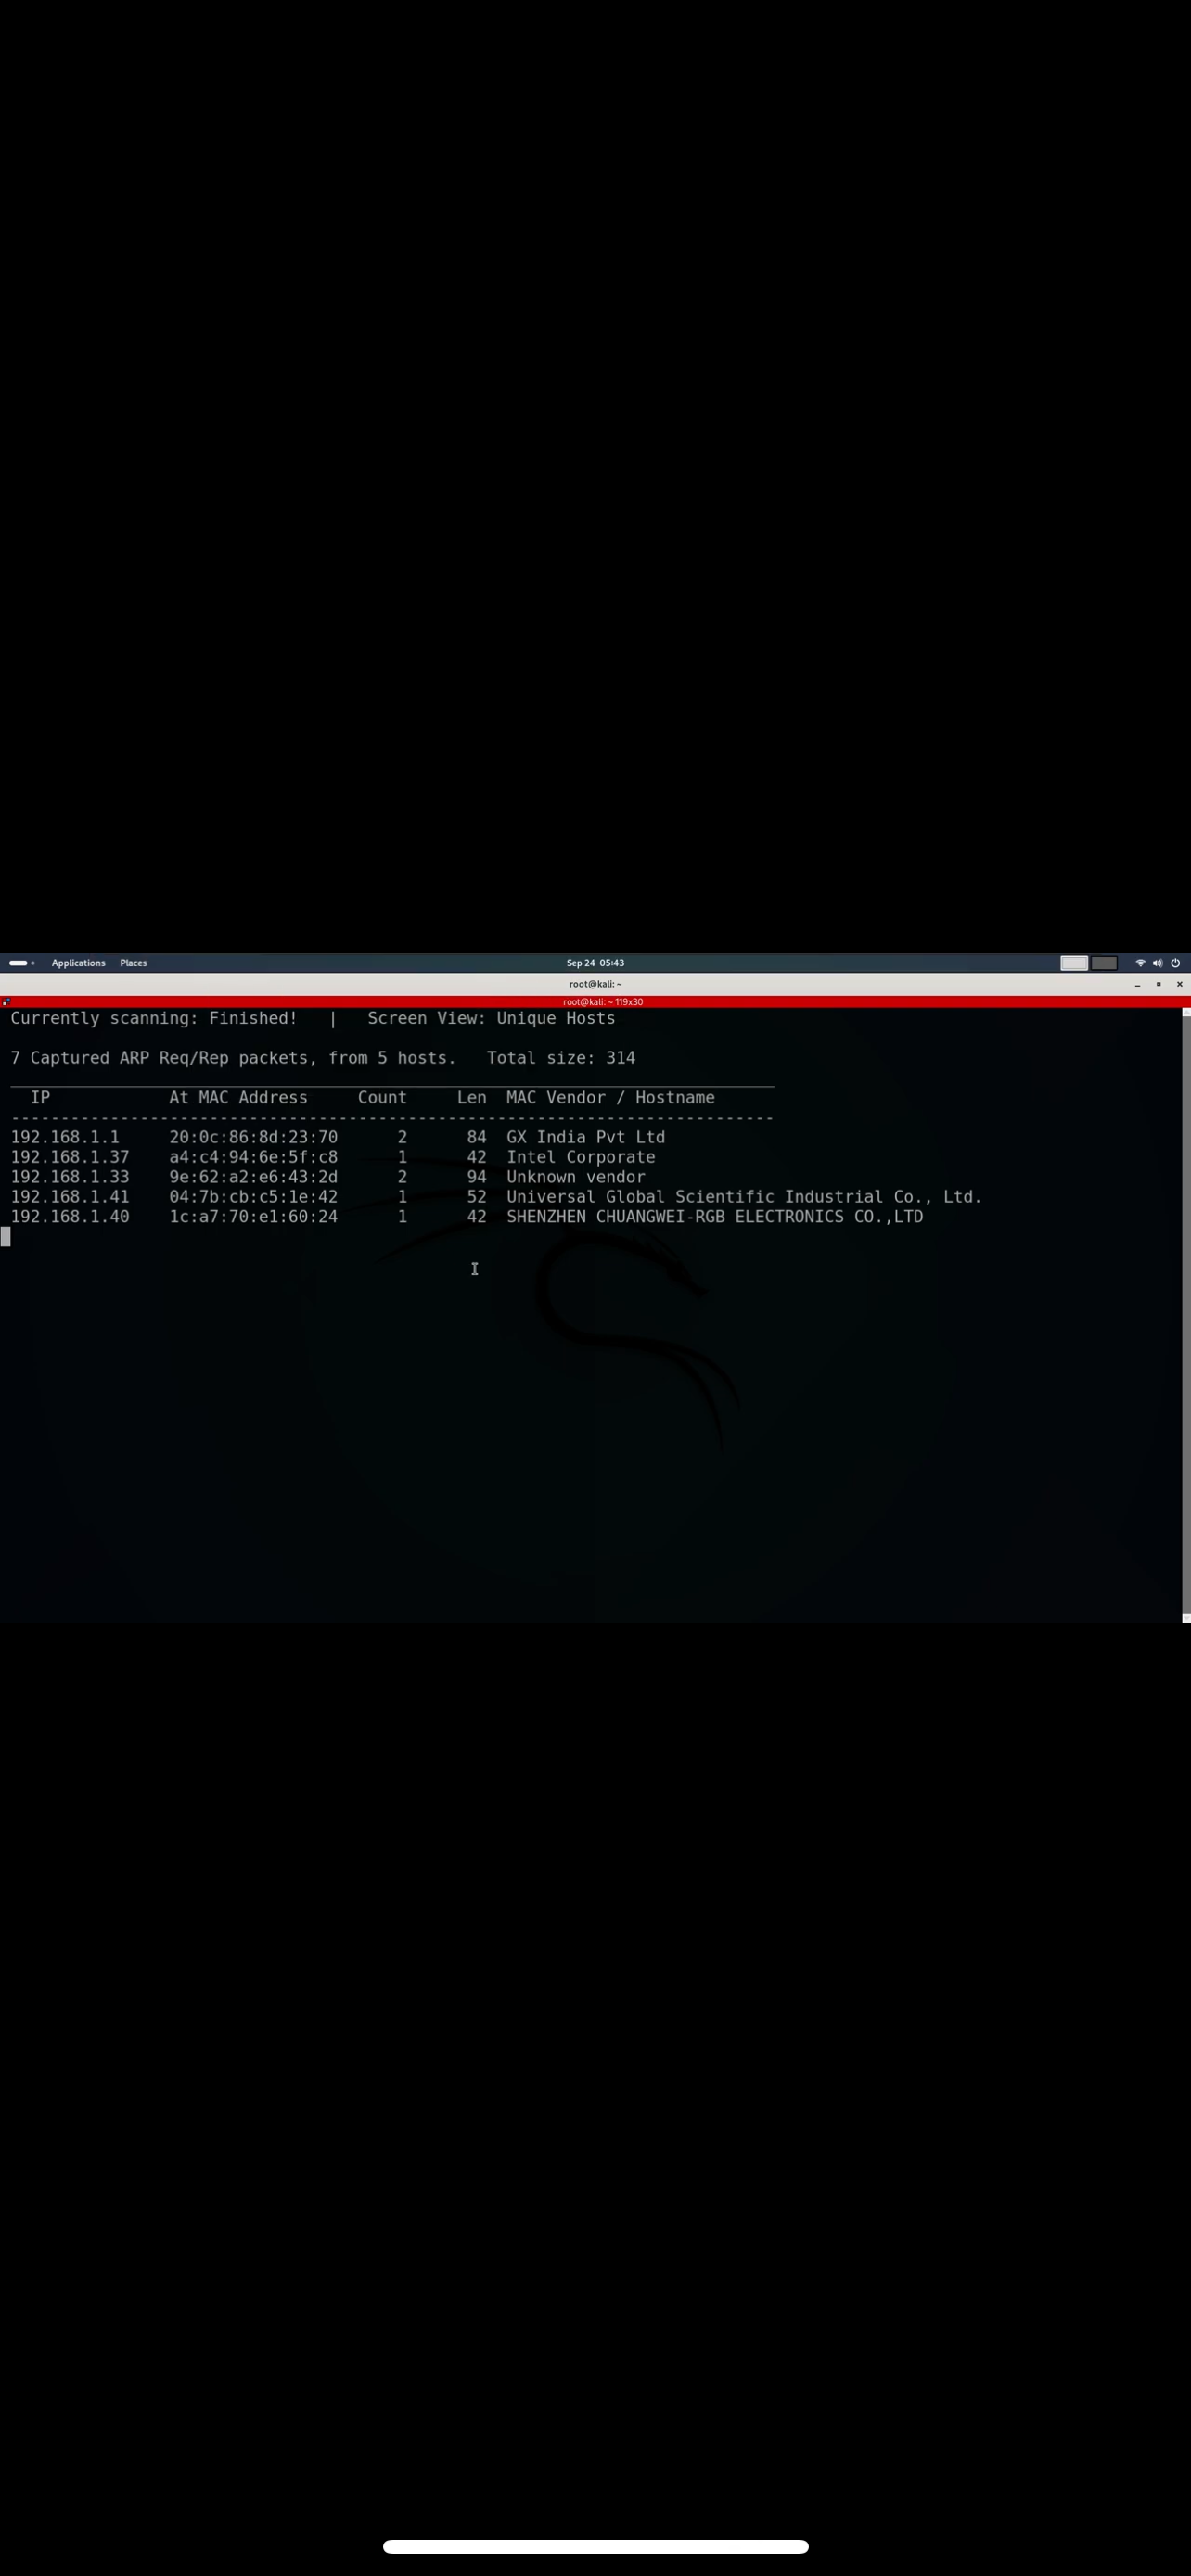 Applications Places Sep 24 05:43
root@kali: ~
root@kali: ~ 119x30
Currently scanning: Finished!   |   Screen View: Unique Hosts
7 Captured ARP Req/Rep packets, from 5 hosts.   Total size: 314
_____________________________________________________________________________
  IP            At MAC Address     Count     Len  MAC Vendor / Hostname
-----------------------------------------------------------------------------
192.168.1.1     20:0c:86:8d:23:70      2      84  GX India Pvt Ltd
192.168.1.37    a4:c4:94:6e:5f:c8      1      42  Intel Corporate
192.168.1.33    9e:62:a2:e6:43:2d      2      94  Unknown vendor
192.168.1.41    04:7b:cb:c5:1e:42      1      52  Universal Global Scientific Industrial Co., Ltd.
192.168.1.40    1c:a7:70:e1:60:24      1      42  SHENZHEN CHUANGWEI-RGB ELECTRONICS CO.,LTD